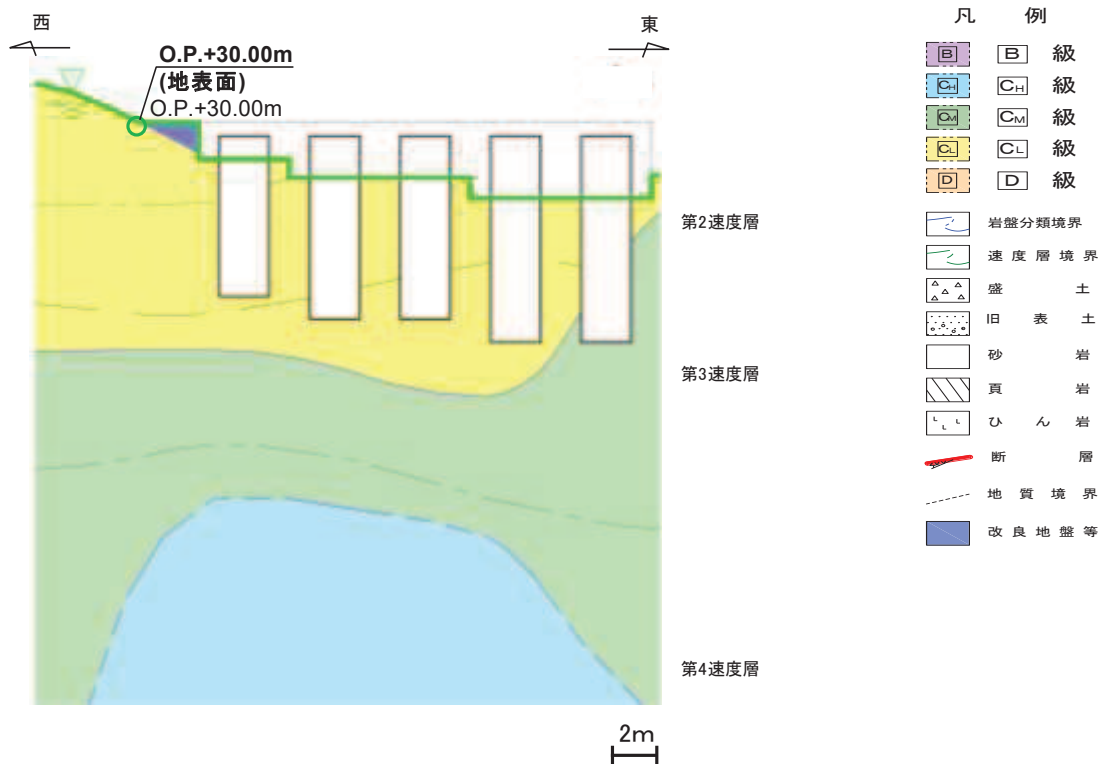 西
東
O.P.+30.00m
(地表面)
O.P.+30.00m
第2速度層
第3速度層
第4速度層
2m
凡 例
B B 級
CH CH 級
CM CM 級
CL CL 級
D D 級
岩盤分類境界
速度層境界
盛土
旧表土
砂岩
頁岩
ひん岩
断層
地質境界
改良地盤等